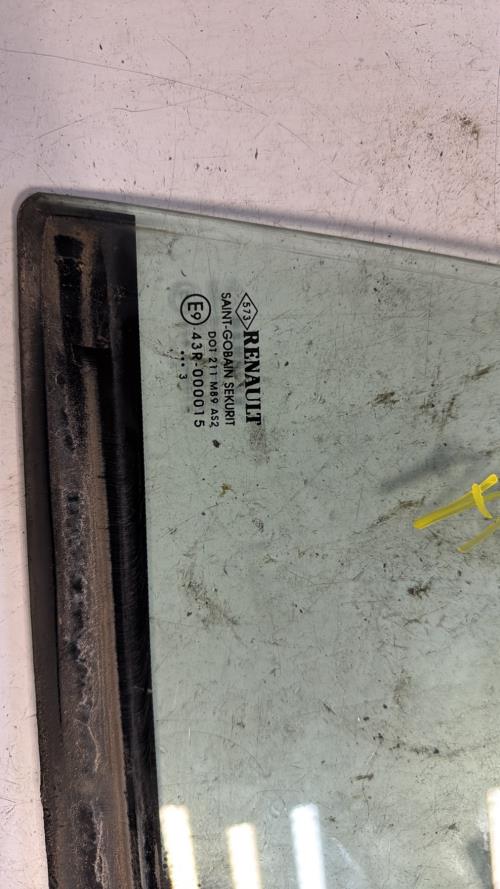 573 RENAULT
SAINT-GOBAIN SEKURIT
DOT 211 M89 AS2
E9 43R-000015
••• 3